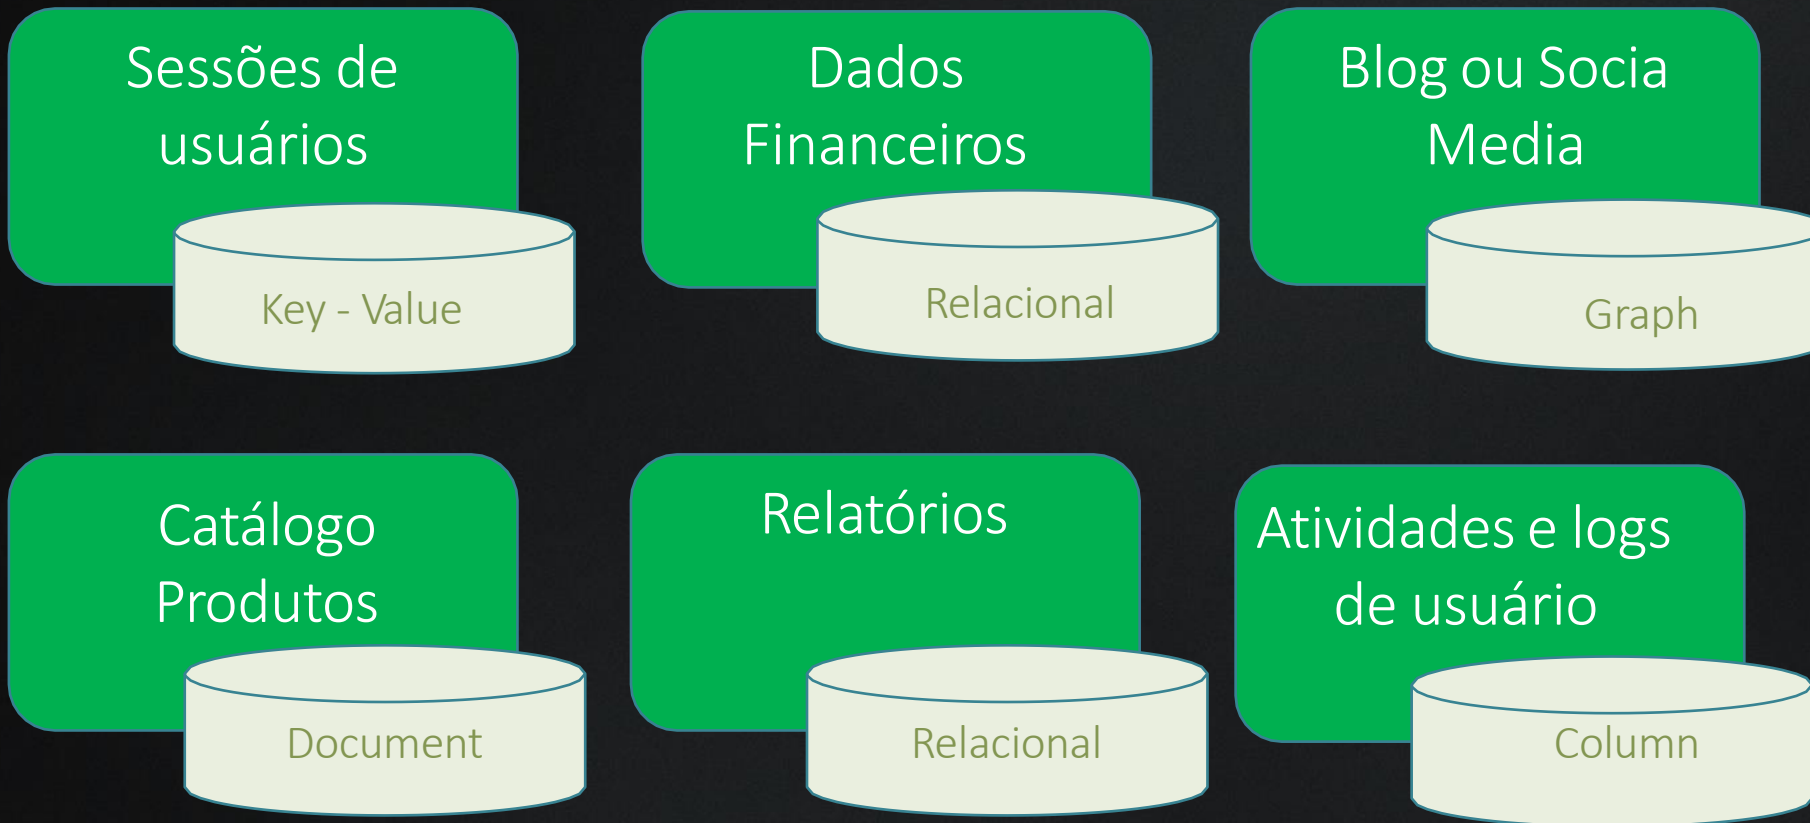 Sessões de
usuários
Key - Value
Dados
Financeiros
Relacional
Blog ou Socia
Media
Graph
Catálogo
Produtos
Document
Relatórios
Relacional
Atividades e logs
de usuário
Column